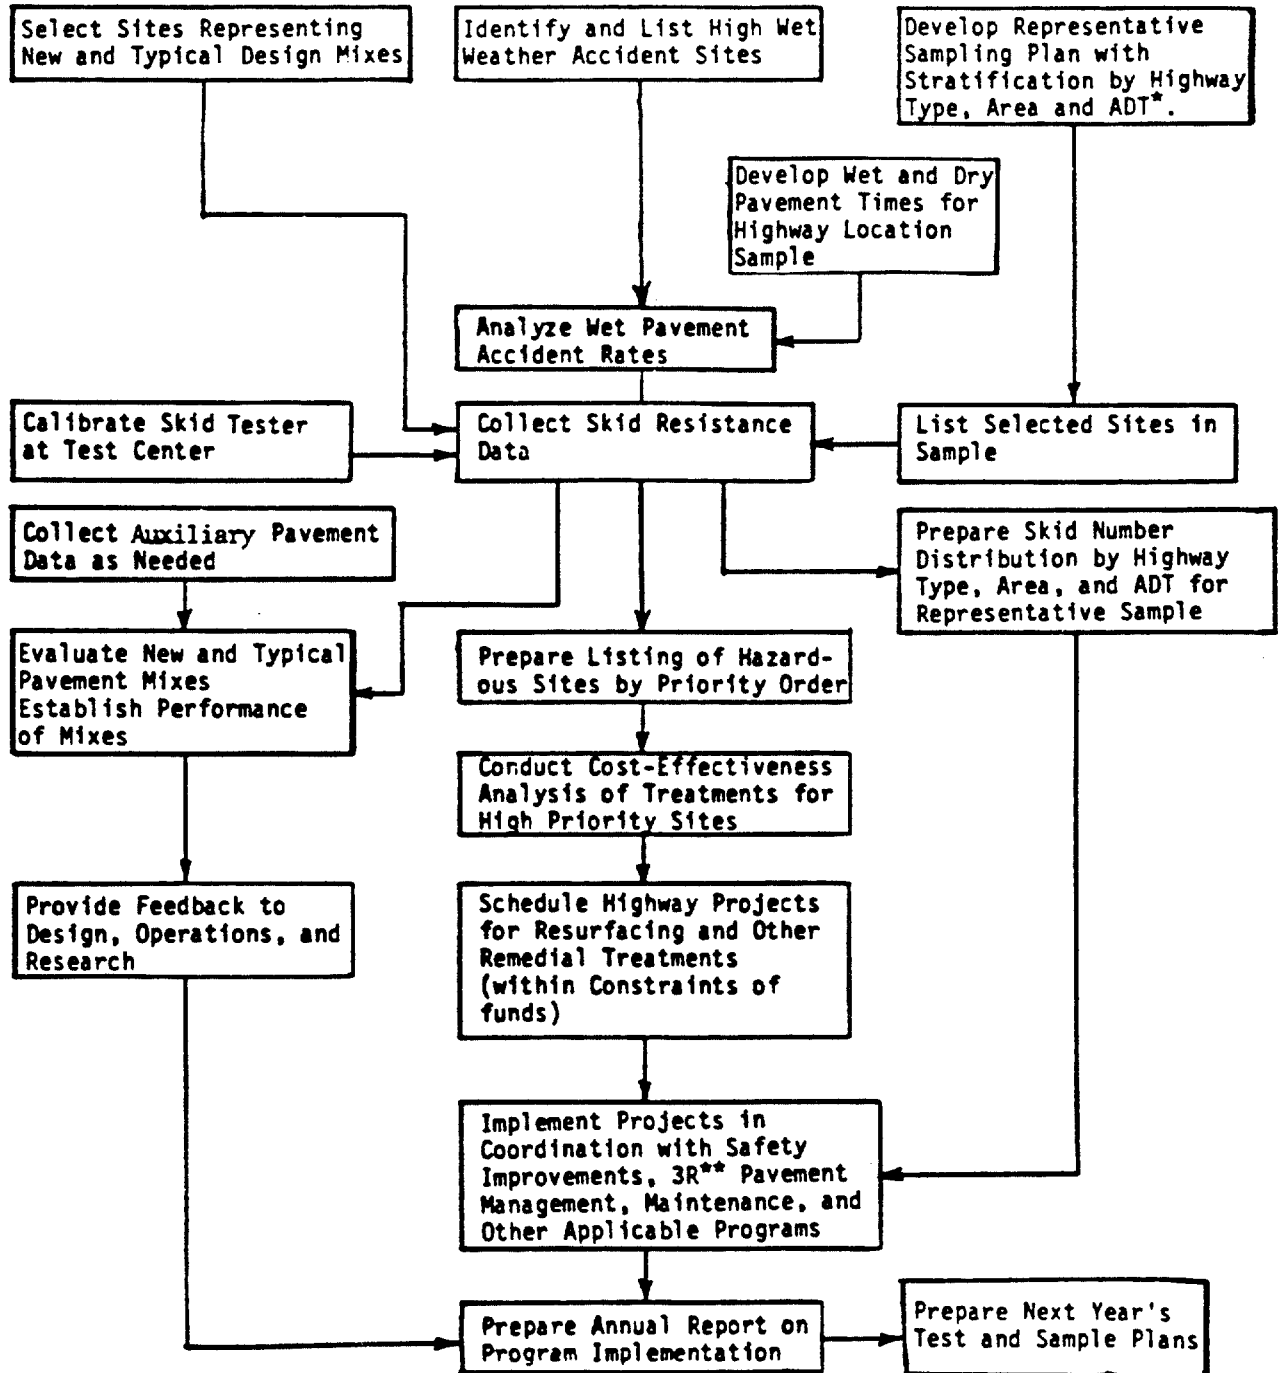 Select Sites Representing
New and Typical Design Mixes
Identify and List High Wet
Weather Accident Sites
Develop Representative
Sampling Plan with
Stratification by Highway
Type, Area and ADT*.
Develop Wet and Dry
Pavement Times for
Highway Location
Sample
Analyze Wet Pavement
Accident Rates
Calibrate Skid Tester
at Test Center
Collect Skid Resistance
Data
List Selected Sites in
Sample
Collect Auxiliary Pavement
Data as Needed
Prepare Skid Number
Distribution by Highway
Type, Area, and ADT for
Representative Sample
Evaluate New and Typical
Pavement Mixes
Establish Performance
of Mixes
Prepare Listing of Hazard-
ous Sites by Priority Order
Conduct Cost-Effectiveness
Analysis of Treatments for
High Priority Sites
Provide Feedback to
Design, Operations, and
Research
Schedule Highway Projects
for Resurfacing and Other
Remedial Treatments
(within Constraints of
funds)
Implement Projects in
Coordination with Safety
Improvements, 3R** Pavement
Management, Maintenance, and
Other Applicable Programs
Prepare Annual Report on
Program Implementation
Prepare Next Year's
Test and Sample Plans